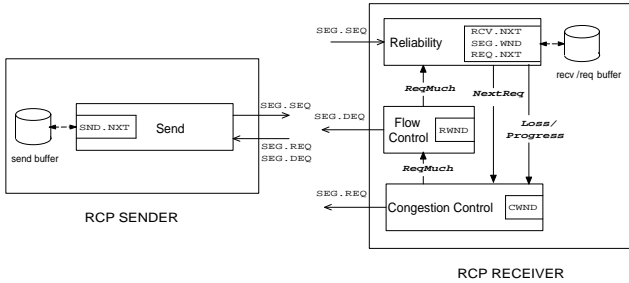 SND.NXT
Send
send buffer
SEG.SEQ
SEG.REQ
SEG.DEQ
RCP SENDER
SEG.SEQ
Reliability
RCV.NXT
SEG.WND
REQ.NXT
recv /req buffer
ReqMuch
NextReq
SEG.DEQ
Flow
Control
RWND
Loss/
Progress
ReqMuch
SEG.REQ
Congestion Control
CWND
RCP RECEIVER